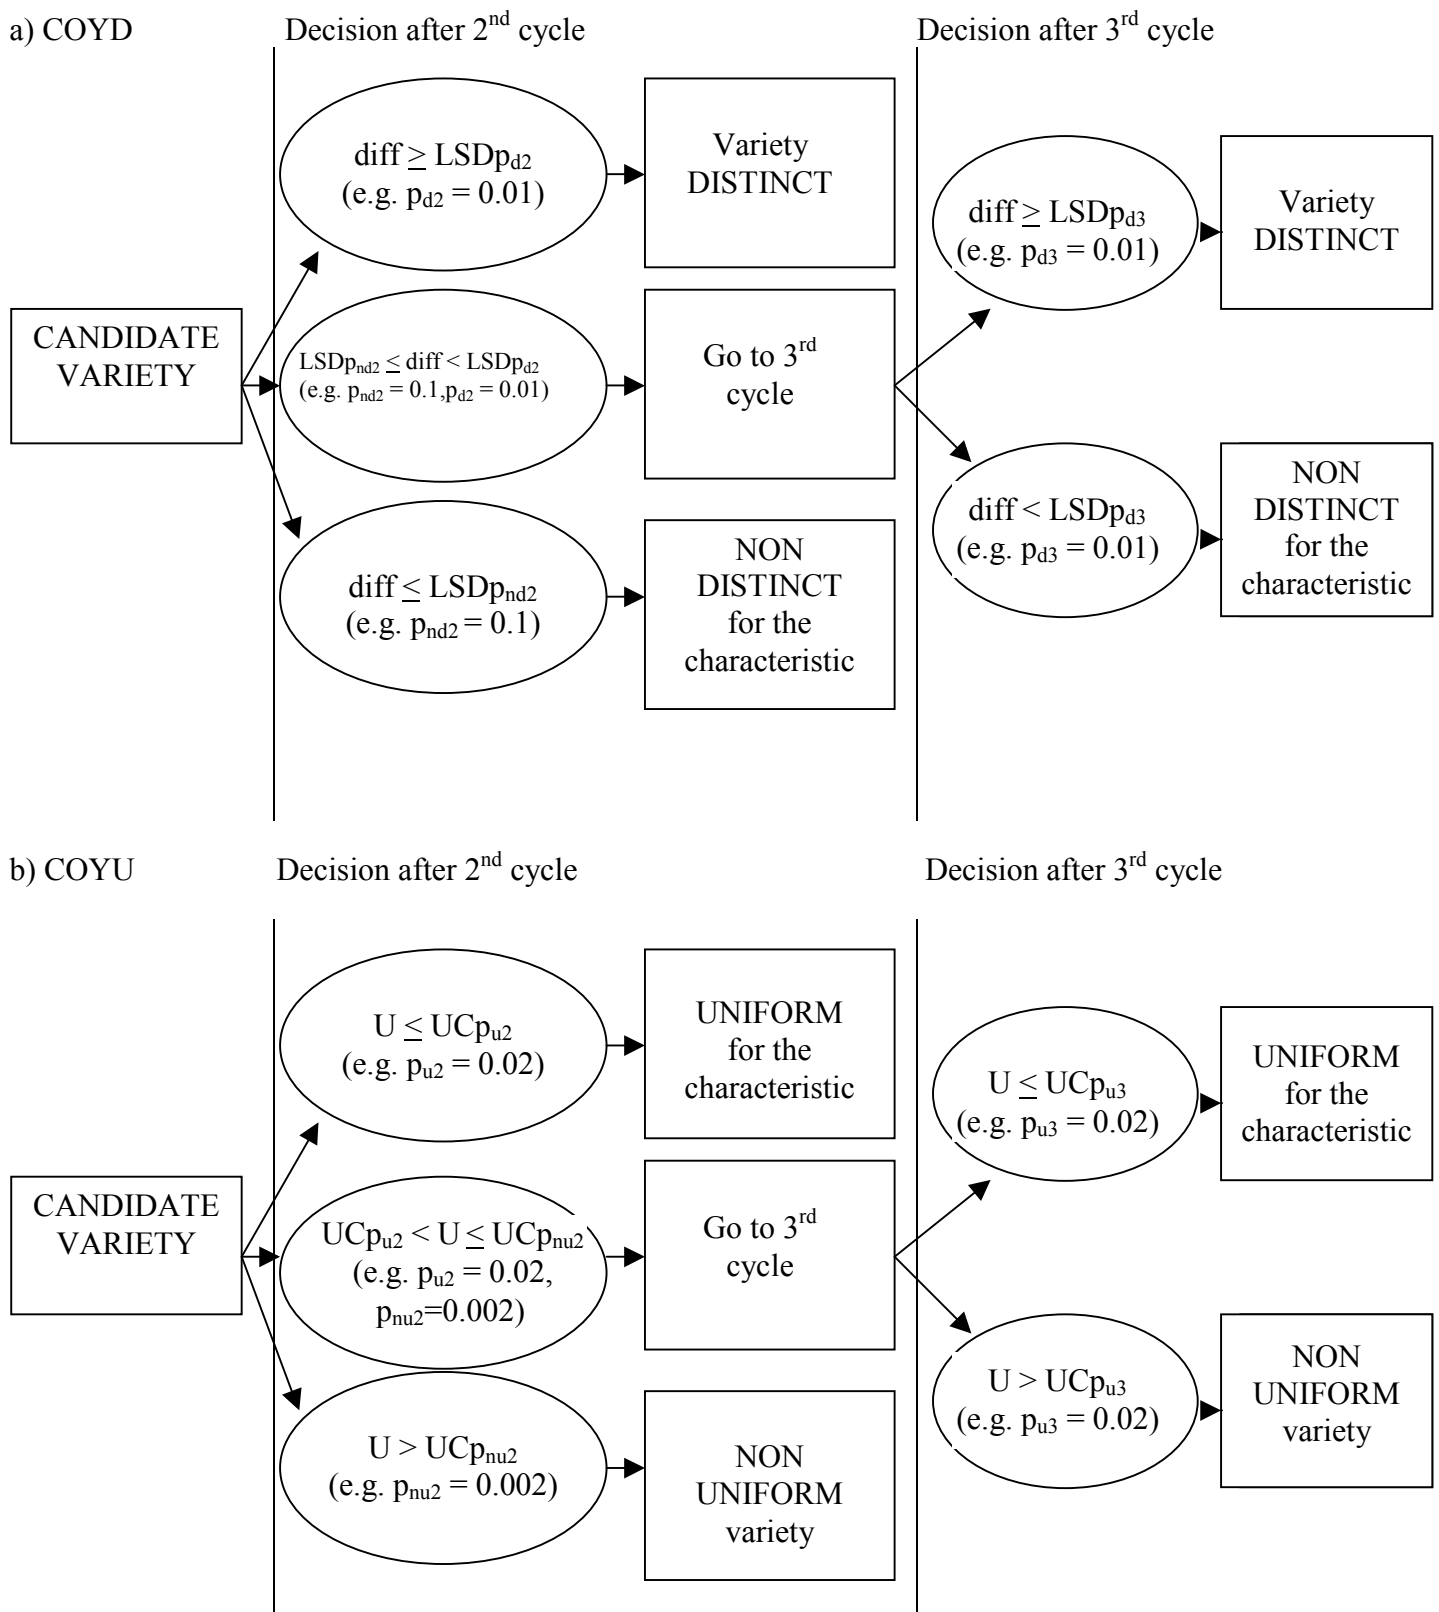 a) COYD
Decision after 2nd cycle
Decision after 3rd cycle
CANDIDATE
VARIETY
diff ≥ LSDpd2
(e.g. pd2 = 0.01)
Variety
DISTINCT
LSDpnd2 ≤ diff < LSDpd2
(e.g. pnd2 = 0.1,pd2 = 0.01)
Go to 3rd
cycle
diff ≤ LSDpnd2
(e.g. pnd2 = 0.1)
NON
DISTINCT
for the
characteristic
diff ≥ LSDpd3
(e.g. pd3 = 0.01)
Variety
DISTINCT
diff < LSDpd3
(e.g. pd3 = 0.01)
NON
DISTINCT
for the
characteristic
b) COYU
Decision after 2nd cycle
Decision after 3rd cycle
CANDIDATE
VARIETY
U ≤ UCpu2
(e.g. pu2 = 0.02)
UNIFORM
for the
characteristic
UCpu2 < U ≤ UCpnu2
(e.g. pu2 = 0.02,
pnu2=0.002)
Go to 3rd
cycle
U > UCpnu2
(e.g. pnu2 = 0.002)
NON
UNIFORM
variety
U ≤ UCpu3
(e.g. pu3 = 0.02)
UNIFORM
for the
characteristic
U > UCpu3
(e.g. pu3 = 0.02)
NON
UNIFORM
variety